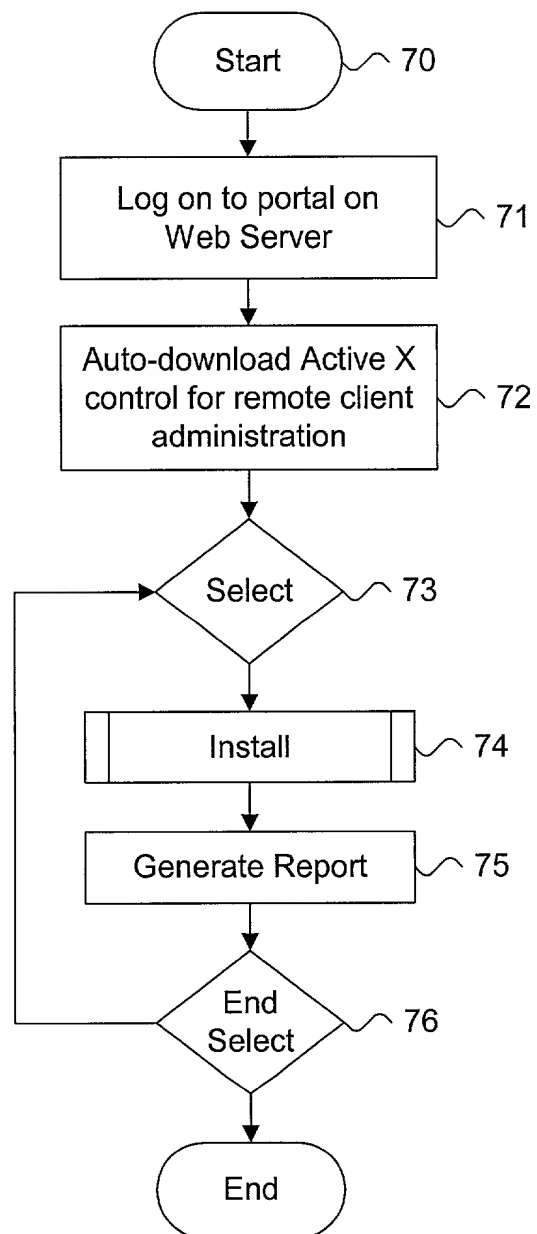 Start
70
Log on to portal on
Web Server
71
Auto-download Active X
control for remote client
administration
72
Select
73
Install
74
Generate Report
75
End
Select
76
End